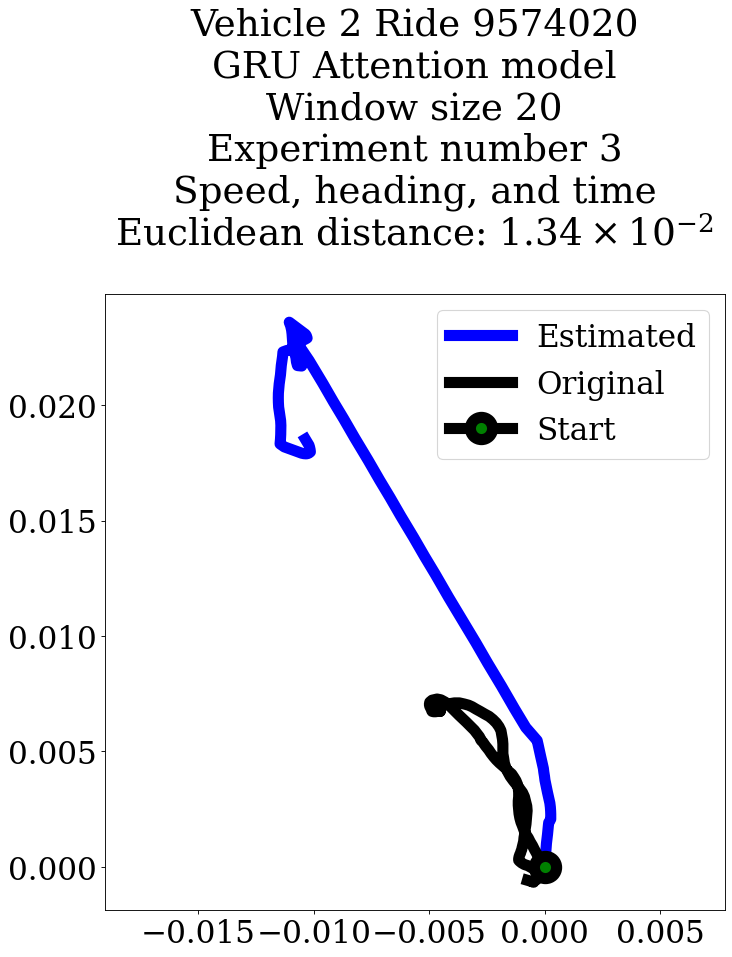 Vehicle 2 Ride 9574020
GRU Attention model
Window size 20
Experiment number 3
Speed, heading, and time
Euclidean distance: 1.34 × 10⁻²
Estimated
Original
Start
0.020
0.015
0.010
0.005
0.000
−0.015 −0.010 −0.005 0.000 0.005